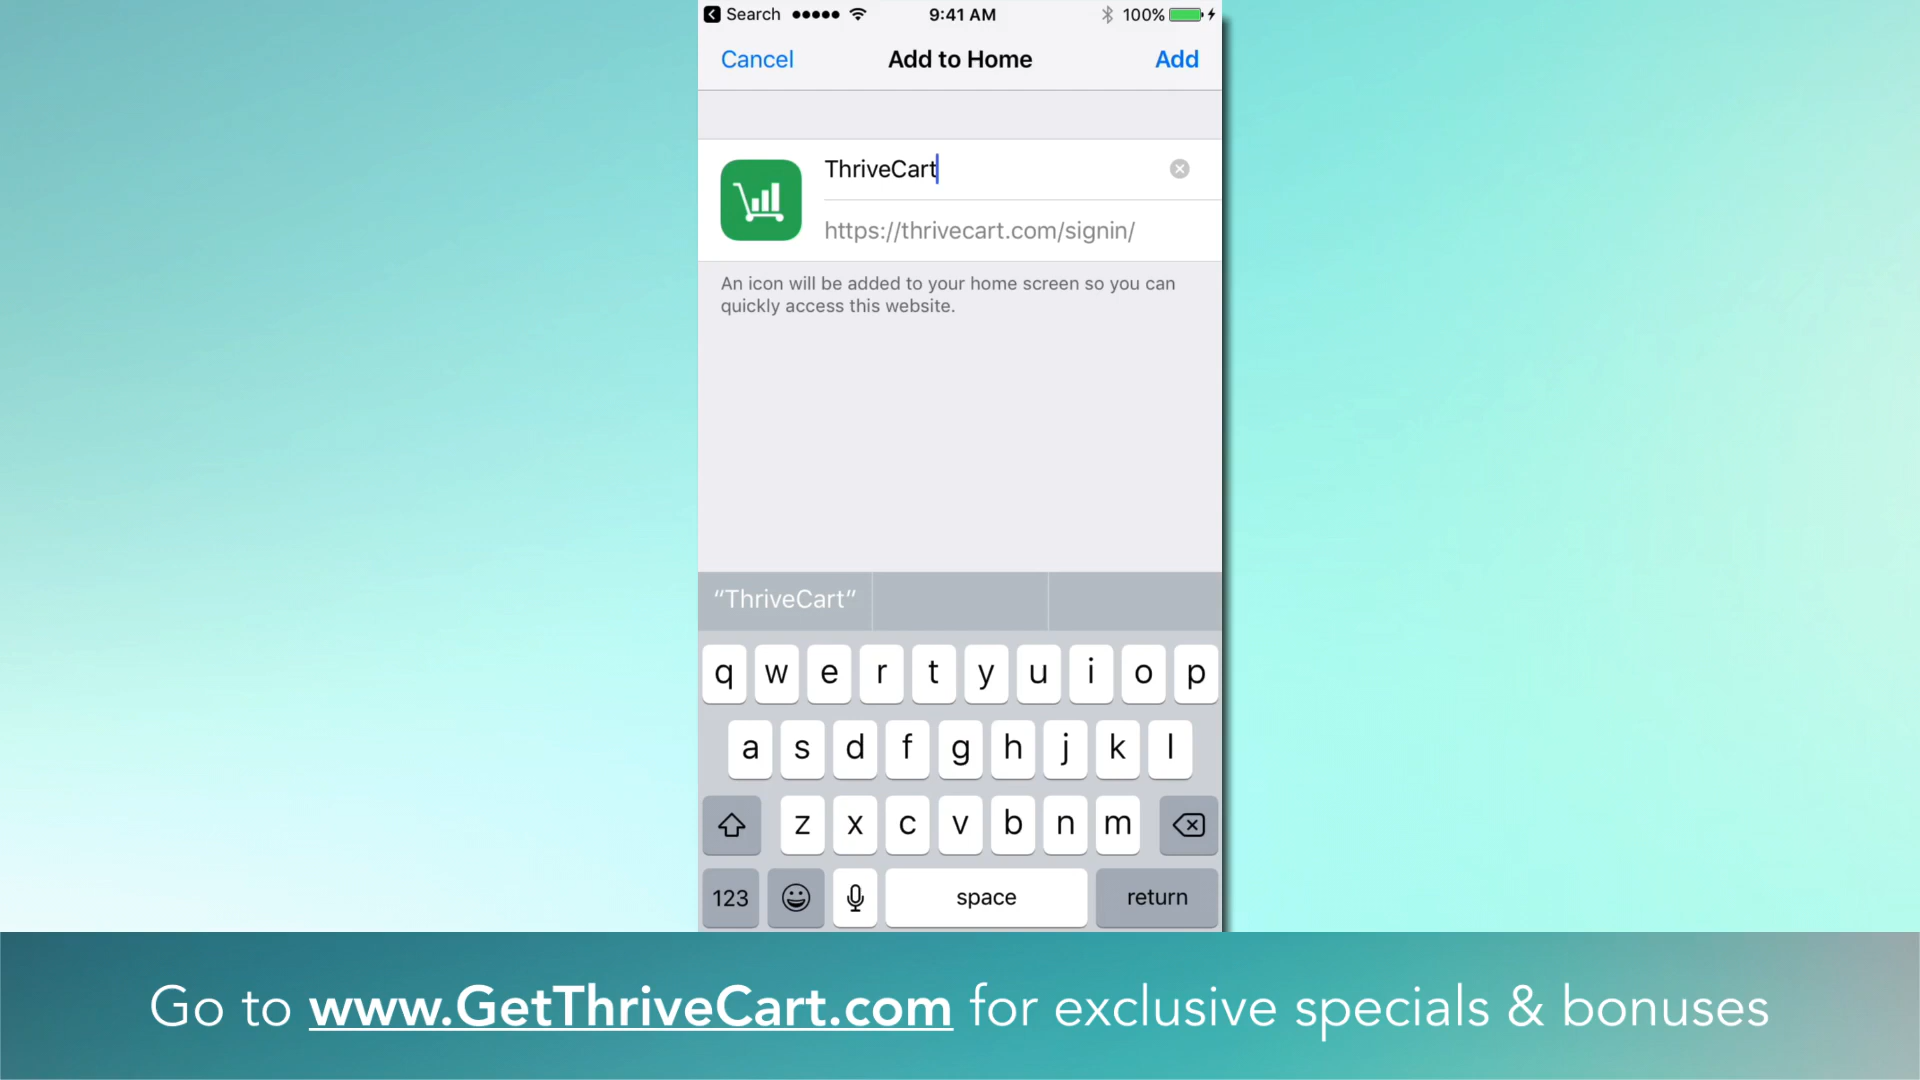 Search 9:41 AM 100%
Cancel Add to Home Add
ThriveCart
https://thrivecart.com/signin/
An icon will be added to your home screen so you can
quickly access this website.
“ThriveCart“
q w e r t y u i o p
a s d f g h j k l
z x c v b n m
123 space return
Go to www.GetThriveCart.com for exclusive specials & bonuses